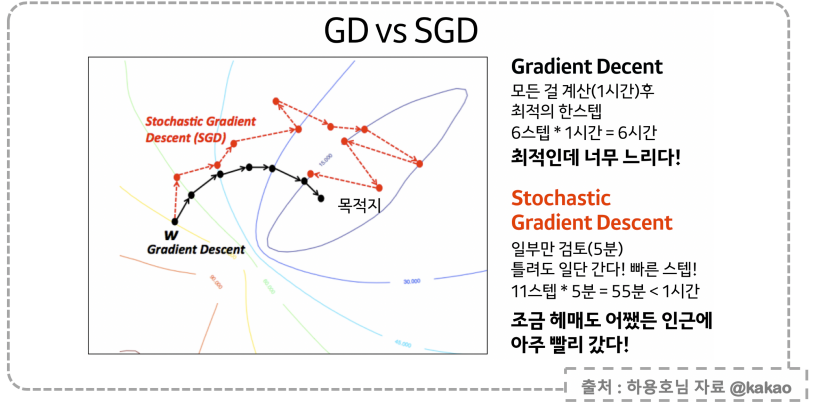 GD vs SGD
Stochastic Gradient
Descent (SGD)
W
Gradient Descent
목적지
15.000
30.000
Gradient Decent
모든 걸 계산(1시간)후
최적의 한스텝
6스텝 * 1시간 = 6시간
최적인데 너무 느리다!
Stochastic
Gradient Descent
일부만 검토(5분)
틀려도 일단 간다! 빠른 스텝!
11스텝 * 5분 = 55분 < 1시간
조금 헤매도 어쨌든 인근에
아주 빨리 갔다!
출처 : 하용호님 자료 @kakao